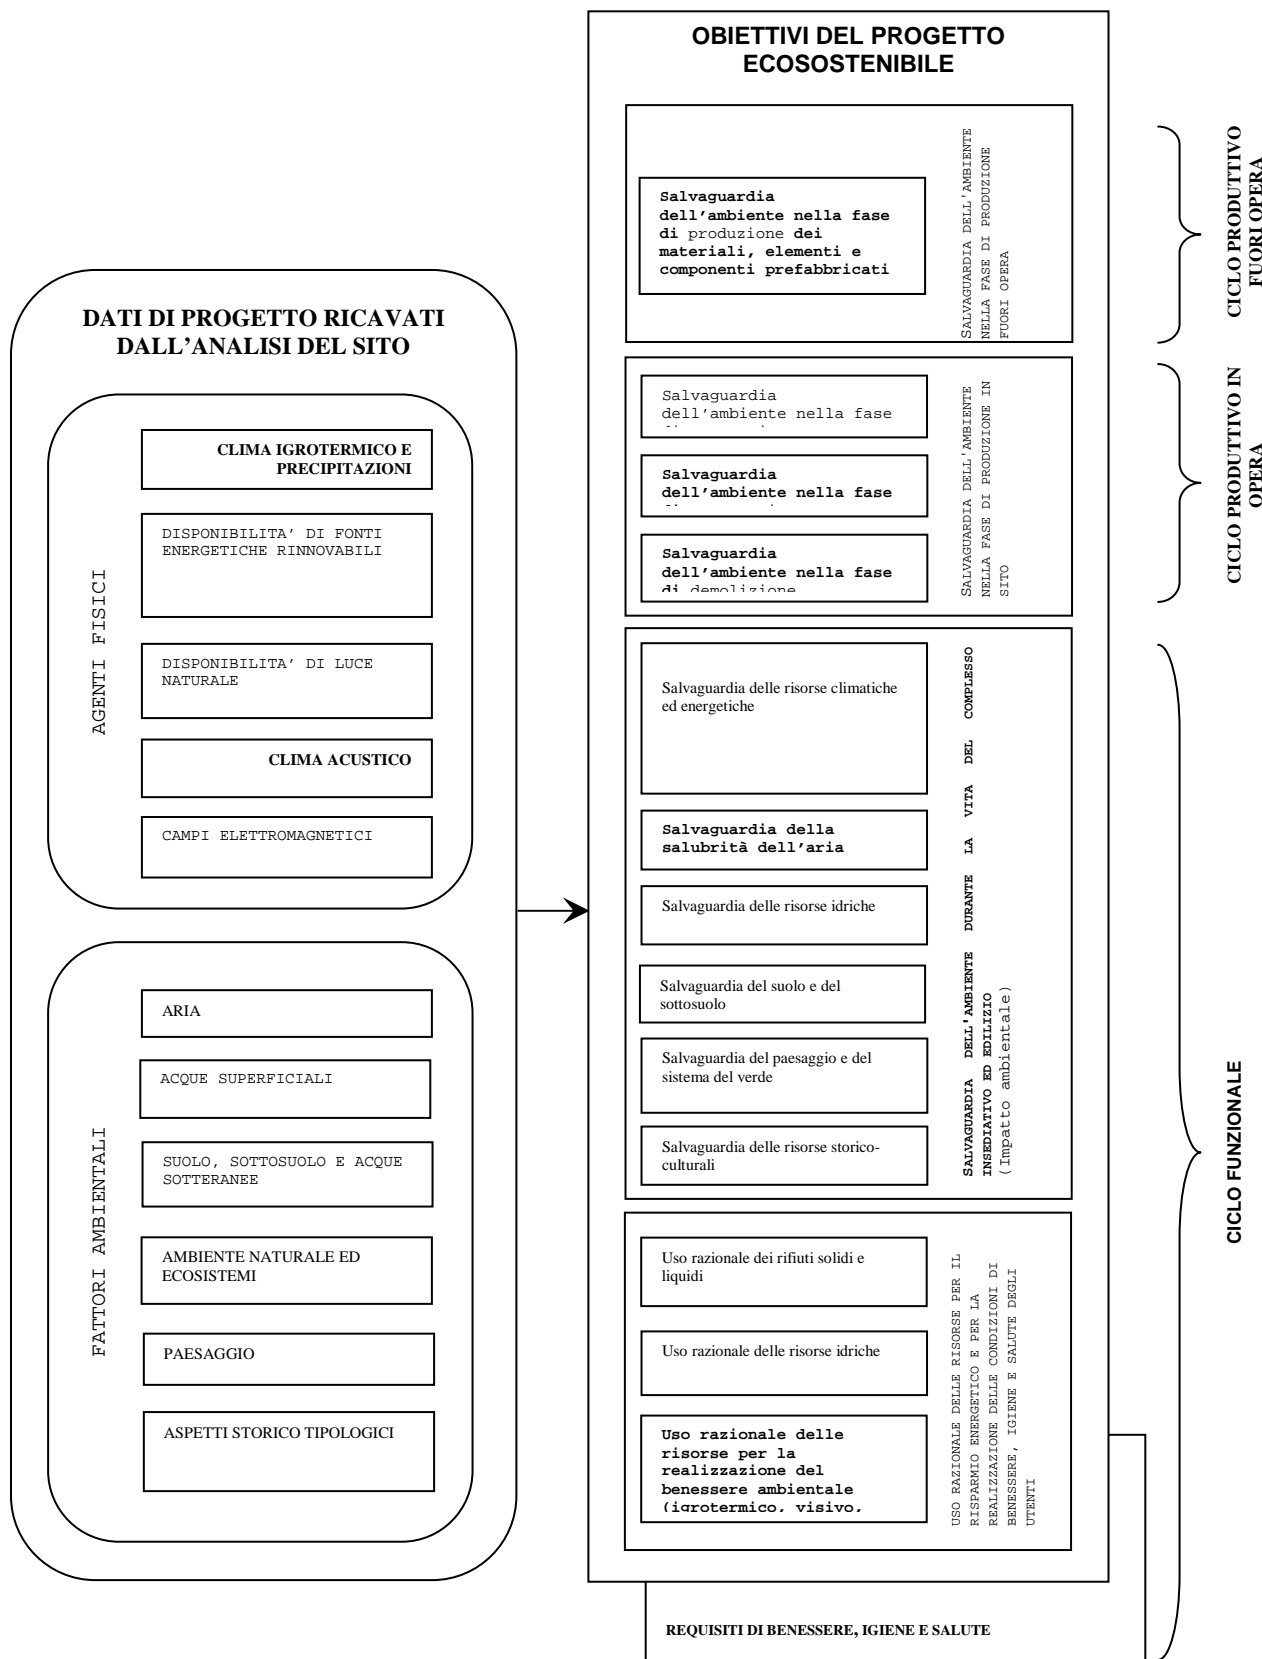 DATI DI PROGETTO RICAVATI
DALL'ANALISI DEL SITO
AGENTI FISICI
CLIMA IGROTERMICO E
PRECIPITAZIONI
DISPONIBILITA' DI FONTI
ENERGETICHE RINNOVABILI
DISPONIBILITA' DI LUCE
NATURALE
CLIMA ACUSTICO
CAMPI ELETTROMAGNETICI
FATTORI AMBIENTALI
ARIA
ACQUE SUPERFICIALI
SUOLO, SOTTOSUOLO E ACQUE
SOTTERANEE
AMBIENTE NATURALE ED
ECOSISTEMI
PAESAGGIO
ASPETTI STORICO TIPOLOGICI
OBIETTIVI DEL PROGETTO
ECOSOSTENIBILE
Salvaguardia
dell'ambiente nella fase
di produzione dei
materiali, elementi e
componenti prefabbricati
SALVAGUARDIA DELL'AMBIENTE
NELLA FASE DI PRODUZIONE
FUORI OPERA
CICLO PRODUTTIVO
FUORI OPERA
Salvaguardia
dell'ambiente nella fase
Salvaguardia
dell'ambiente nella fase
Salvaguardia
dell'ambiente nella fase
di demolizione
SALVAGUARDIA DELL'AMBIENTE
NELLA FASE DI PRODUZIONE IN
SITO
CICLO PRODUTTIVO IN
OPERA
Salvaguardia delle risorse climatiche
ed energetiche
Salvaguardia della
salubrità dell'aria
Salvaguardia delle risorse idriche
Salvaguardia del suolo e del
sottosuolo
Salvaguardia del paesaggio e del
sistema del verde
Salvaguardia delle risorse storico-
culturali
SALVAGUARDIA DELL'AMBIENTE DURANTE LA VITA DEL COMPLESSO
INSEDIATIVO ED EDILIZIO
(Impatto ambientale)
Uso razionale dei rifiuti solidi e
liquidi
Uso razionale delle risorse idriche
Uso razionale delle
risorse per la
realizzazione del
benessere ambientale
(igrotermico, visivo,
USO RAZIONALE DELLE RISORSE PER IL
RISPARMIO ENERGETICO E PER LA
REALIZZAZIONE DELLE CONDIZIONI DI
BENESSERE, IGIENE E SALUTE DEGLI
UTENTI
CICLO FUNZIONALE
REQUISITI DI BENESSERE, IGIENE E SALUTE